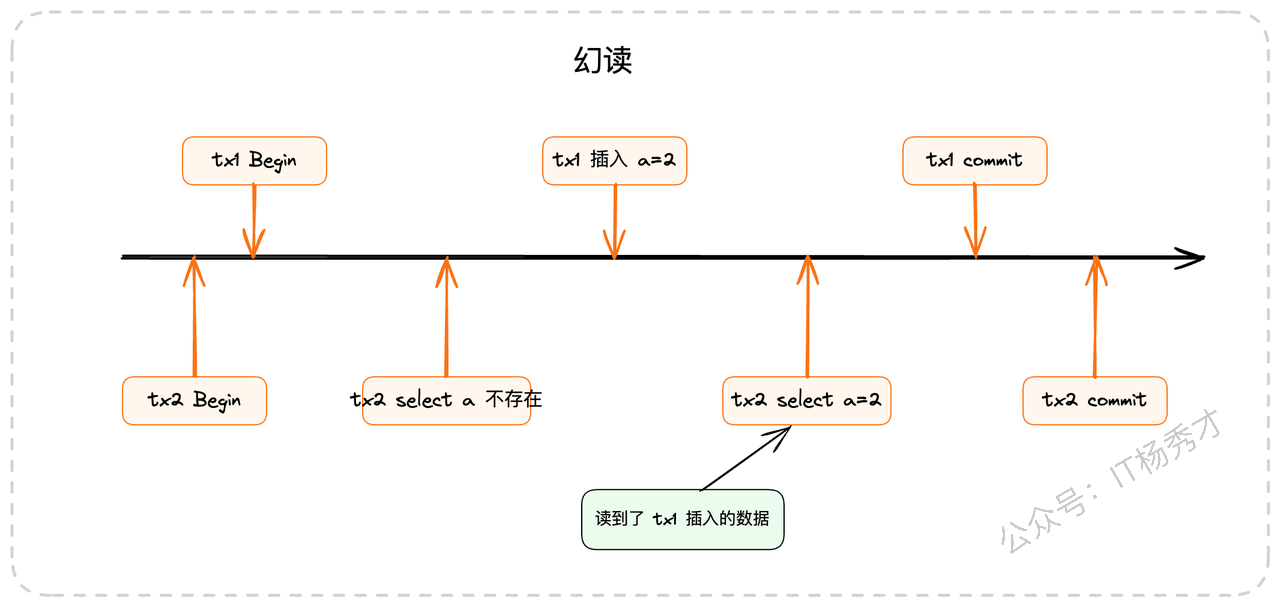 幻读
tx1 Begin
tx1 插入 a=2
tx1 commit
tx2 Begin
tx2 select a 不存在
tx2 select a=2
tx2 commit
读到了 tx1 插入的数据
公众号：IT杨秀才